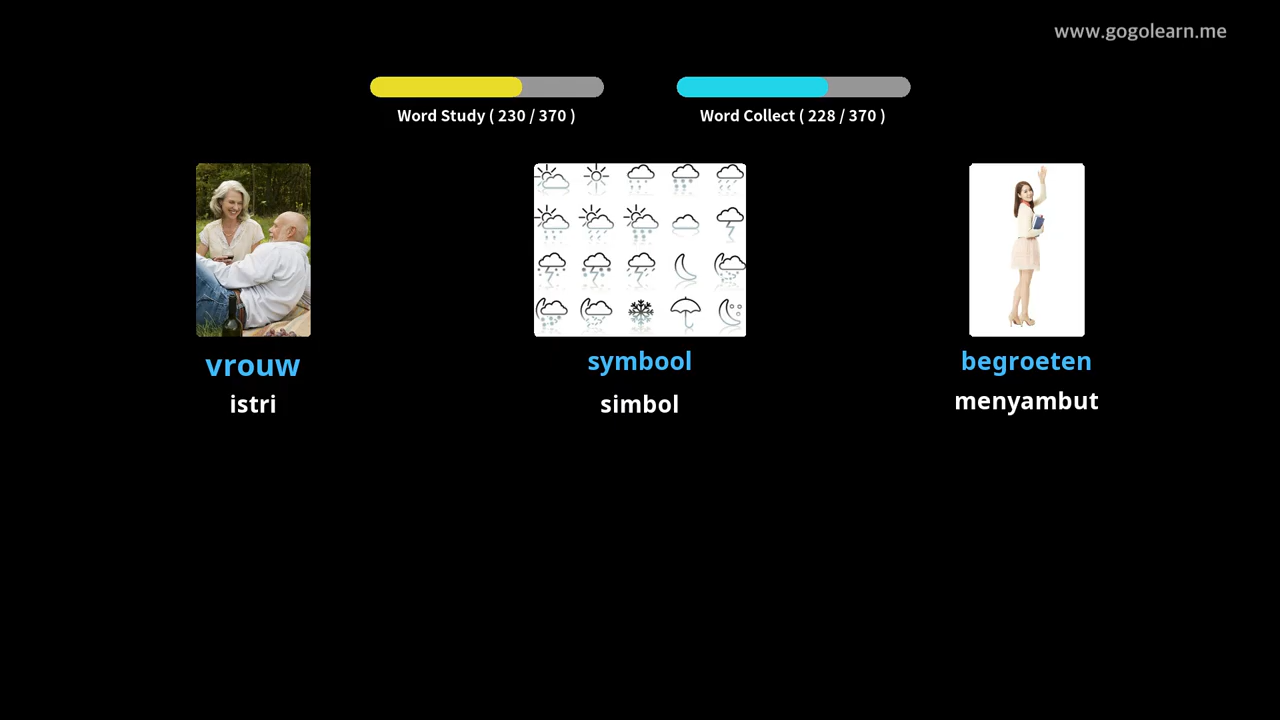 www.gogolearn.me
Word Study ( 230 / 370 )
Word Collect ( 228 / 370 )
vrouw
istri
symbool
simbol
begroeten
menyambut